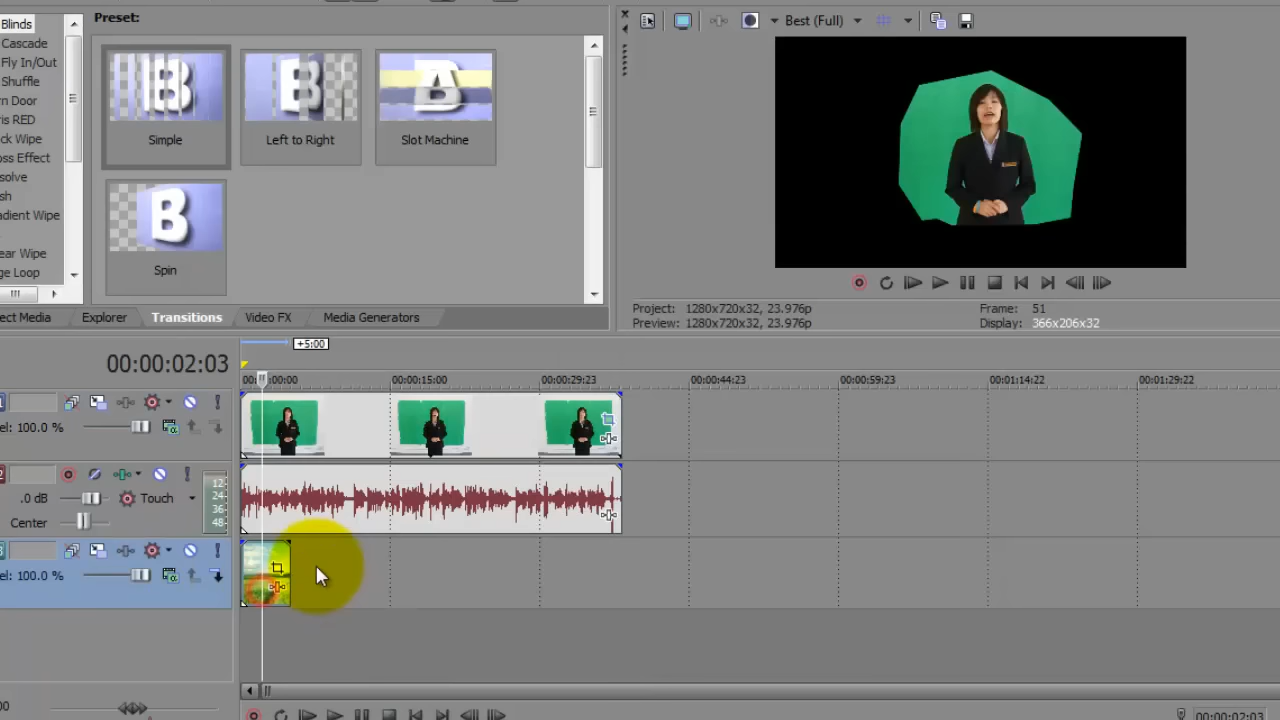 Blinds
Cascade
Fly In/Out
Shuffle
rn Door
ris RED
ck Wipe
oss Effect
solve
sh
adient Wipe
ear Wipe
ge Loop
Preset:
Simple
Left to Right
Slot Machine
Spin
ect Media
Explorer
Transitions
Video FX
Media Generators
Best (Full)
Project: 1280x720x32, 23.976p
Frame: 51
Preview: 1280x720x32, 23.976p
Display: 366x206x32
+5:00
00:00:02:03
00:00:15:00
00:00:29:23
00:00:44:23
00:00:59:23
00:01:14:22
00:01:29:22
el: 100.0 %
.0 dB
Touch
Center
12
24
36
48
el: 100.0 %
00:00:02:03